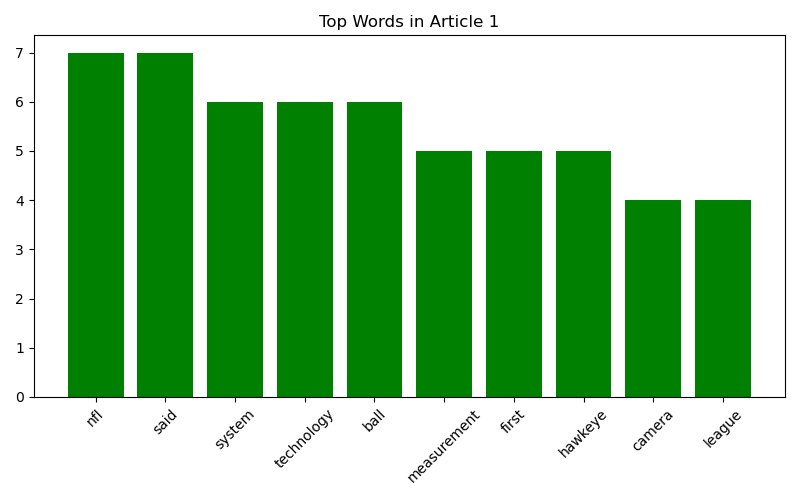 Top Words in Article 1
7
6
5
4
3
2
1
0
nfl
said
system
technology
ball
measurement
first
hawkeye
camera
league